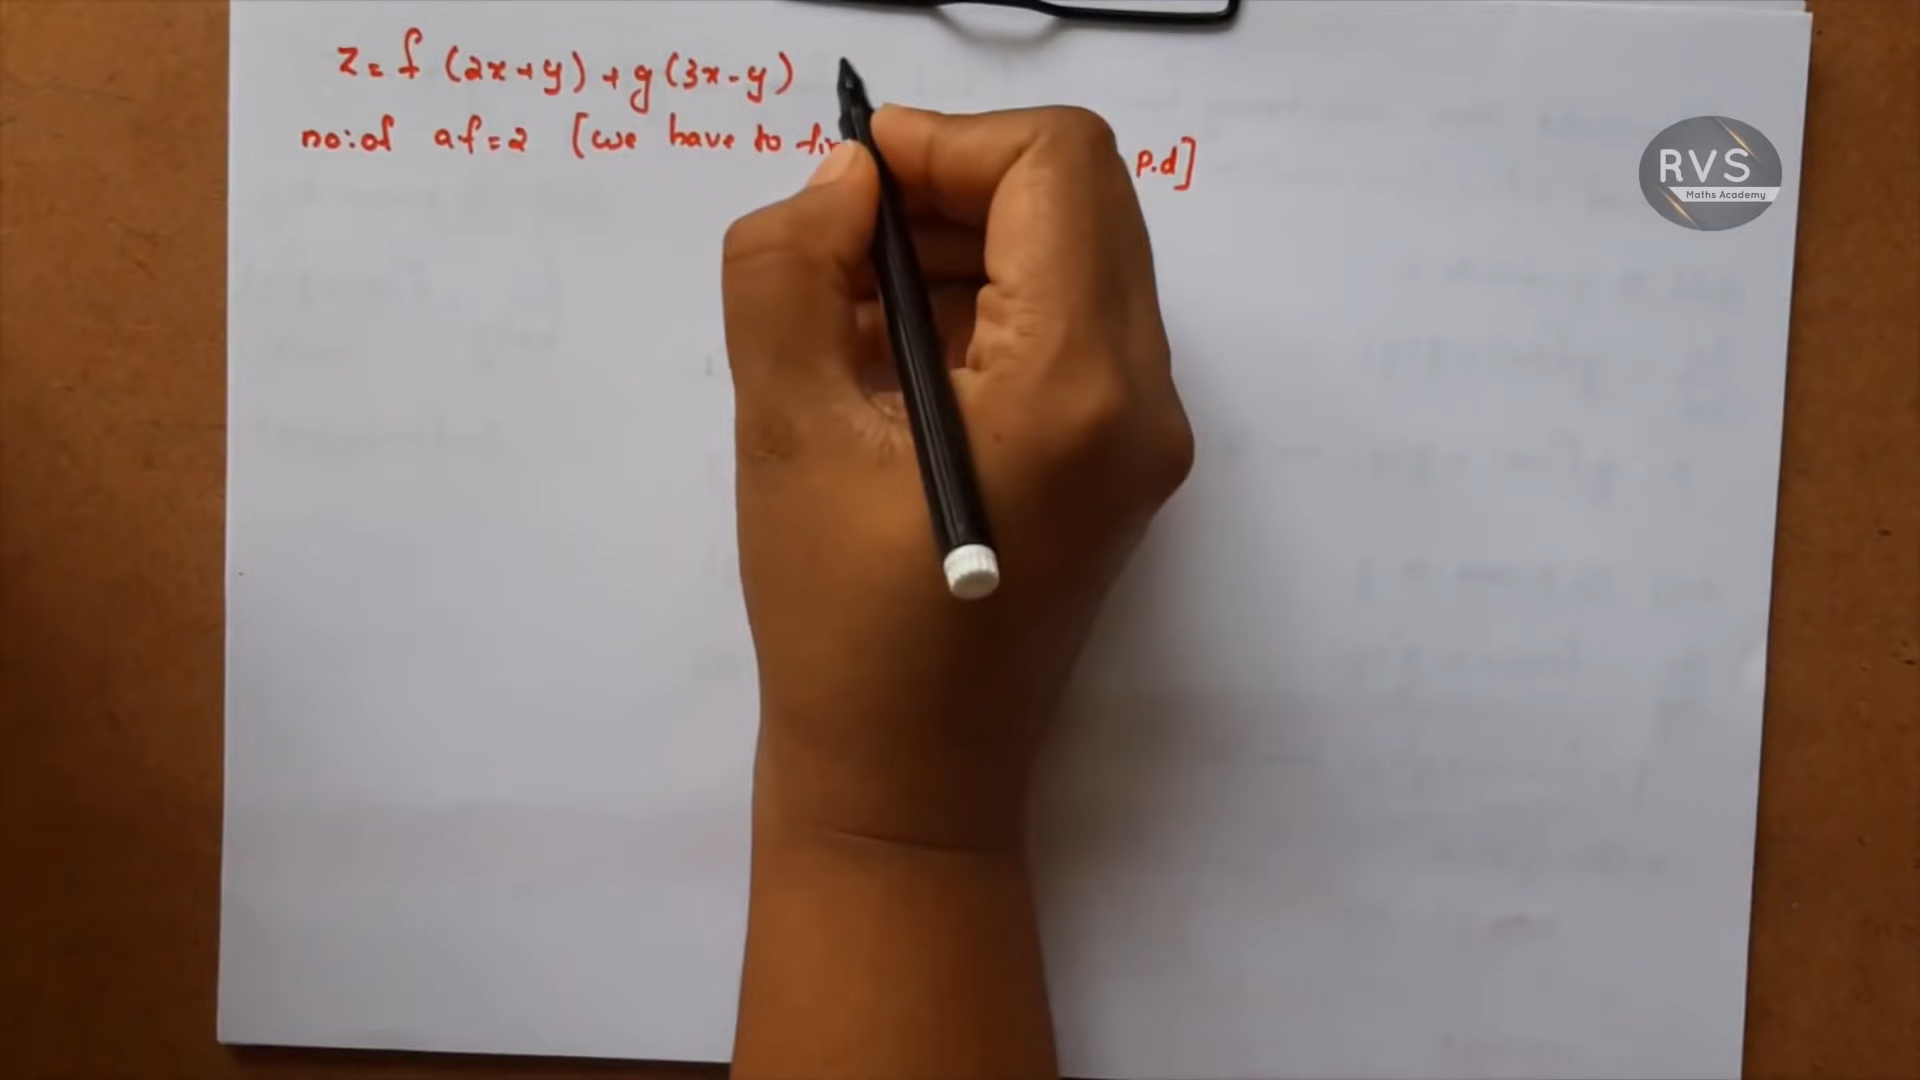 z = f (2x+y) + g (3x-y)
no: of af = 2 [we have to p.d]
RVS
Maths Academy